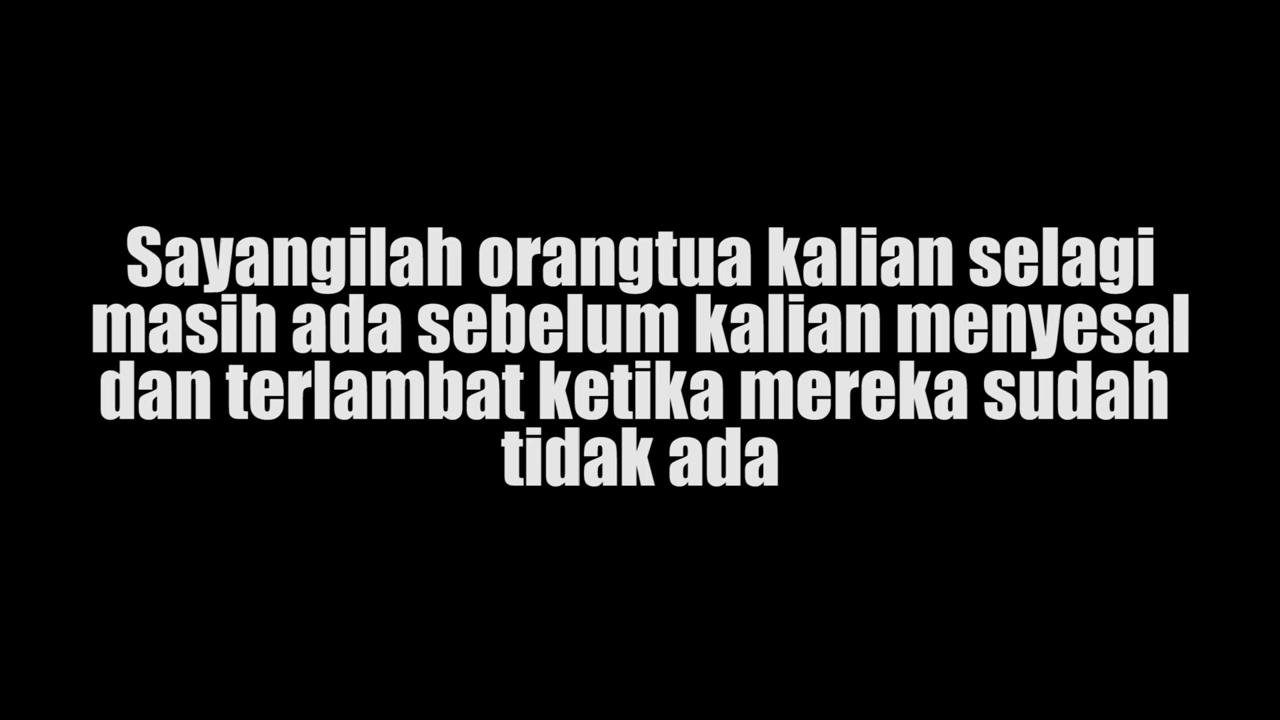 Sayangilah orangtua kalian selagi
masih ada sebelum kalian menyesal
dan terlambat ketika mereka sudah
tidak ada